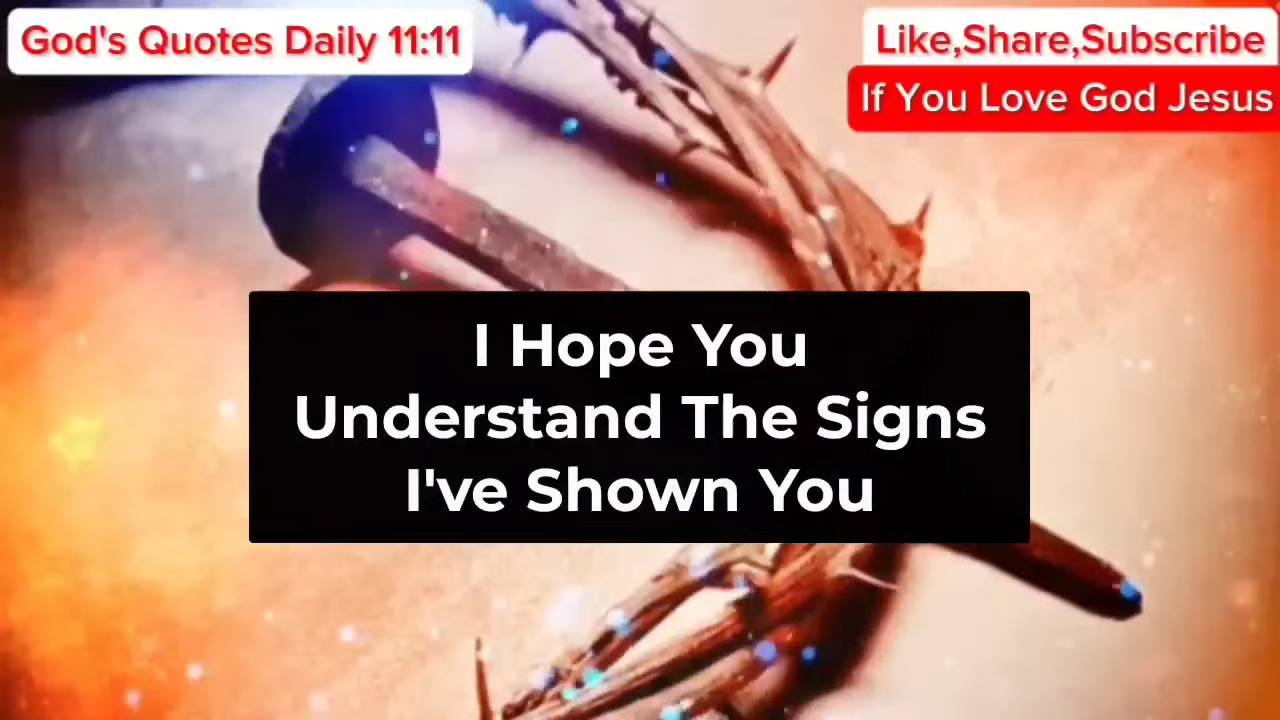 God's Quotes Daily 11:11
Like,Share,Subscribe
If You Love God Jesus
I Hope You
Understand The Signs
I've Shown You